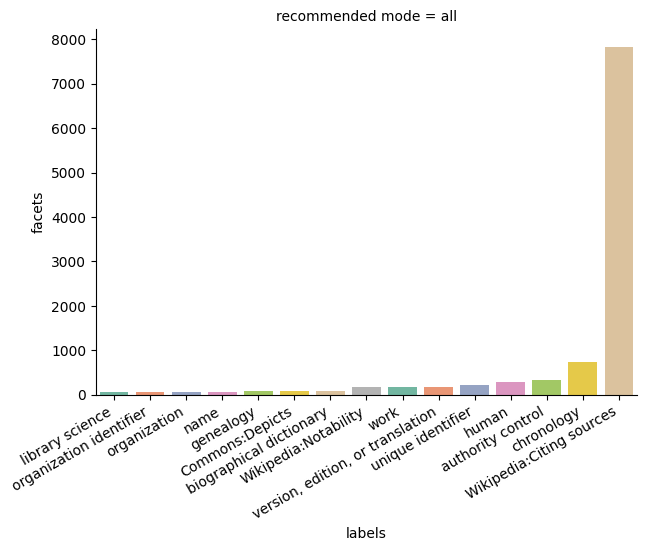 recommended mode = all
8000
7000
6000
5000
4000
3000
2000
1000
0
facets
library science
organization identifier
organization
name
genealogy
Commons:Depicts
biographical dictionary
Wikipedia:Notability
work
version, edition, or translation
unique identifier
human
authority control
chronology
Wikipedia:Citing sources
labels